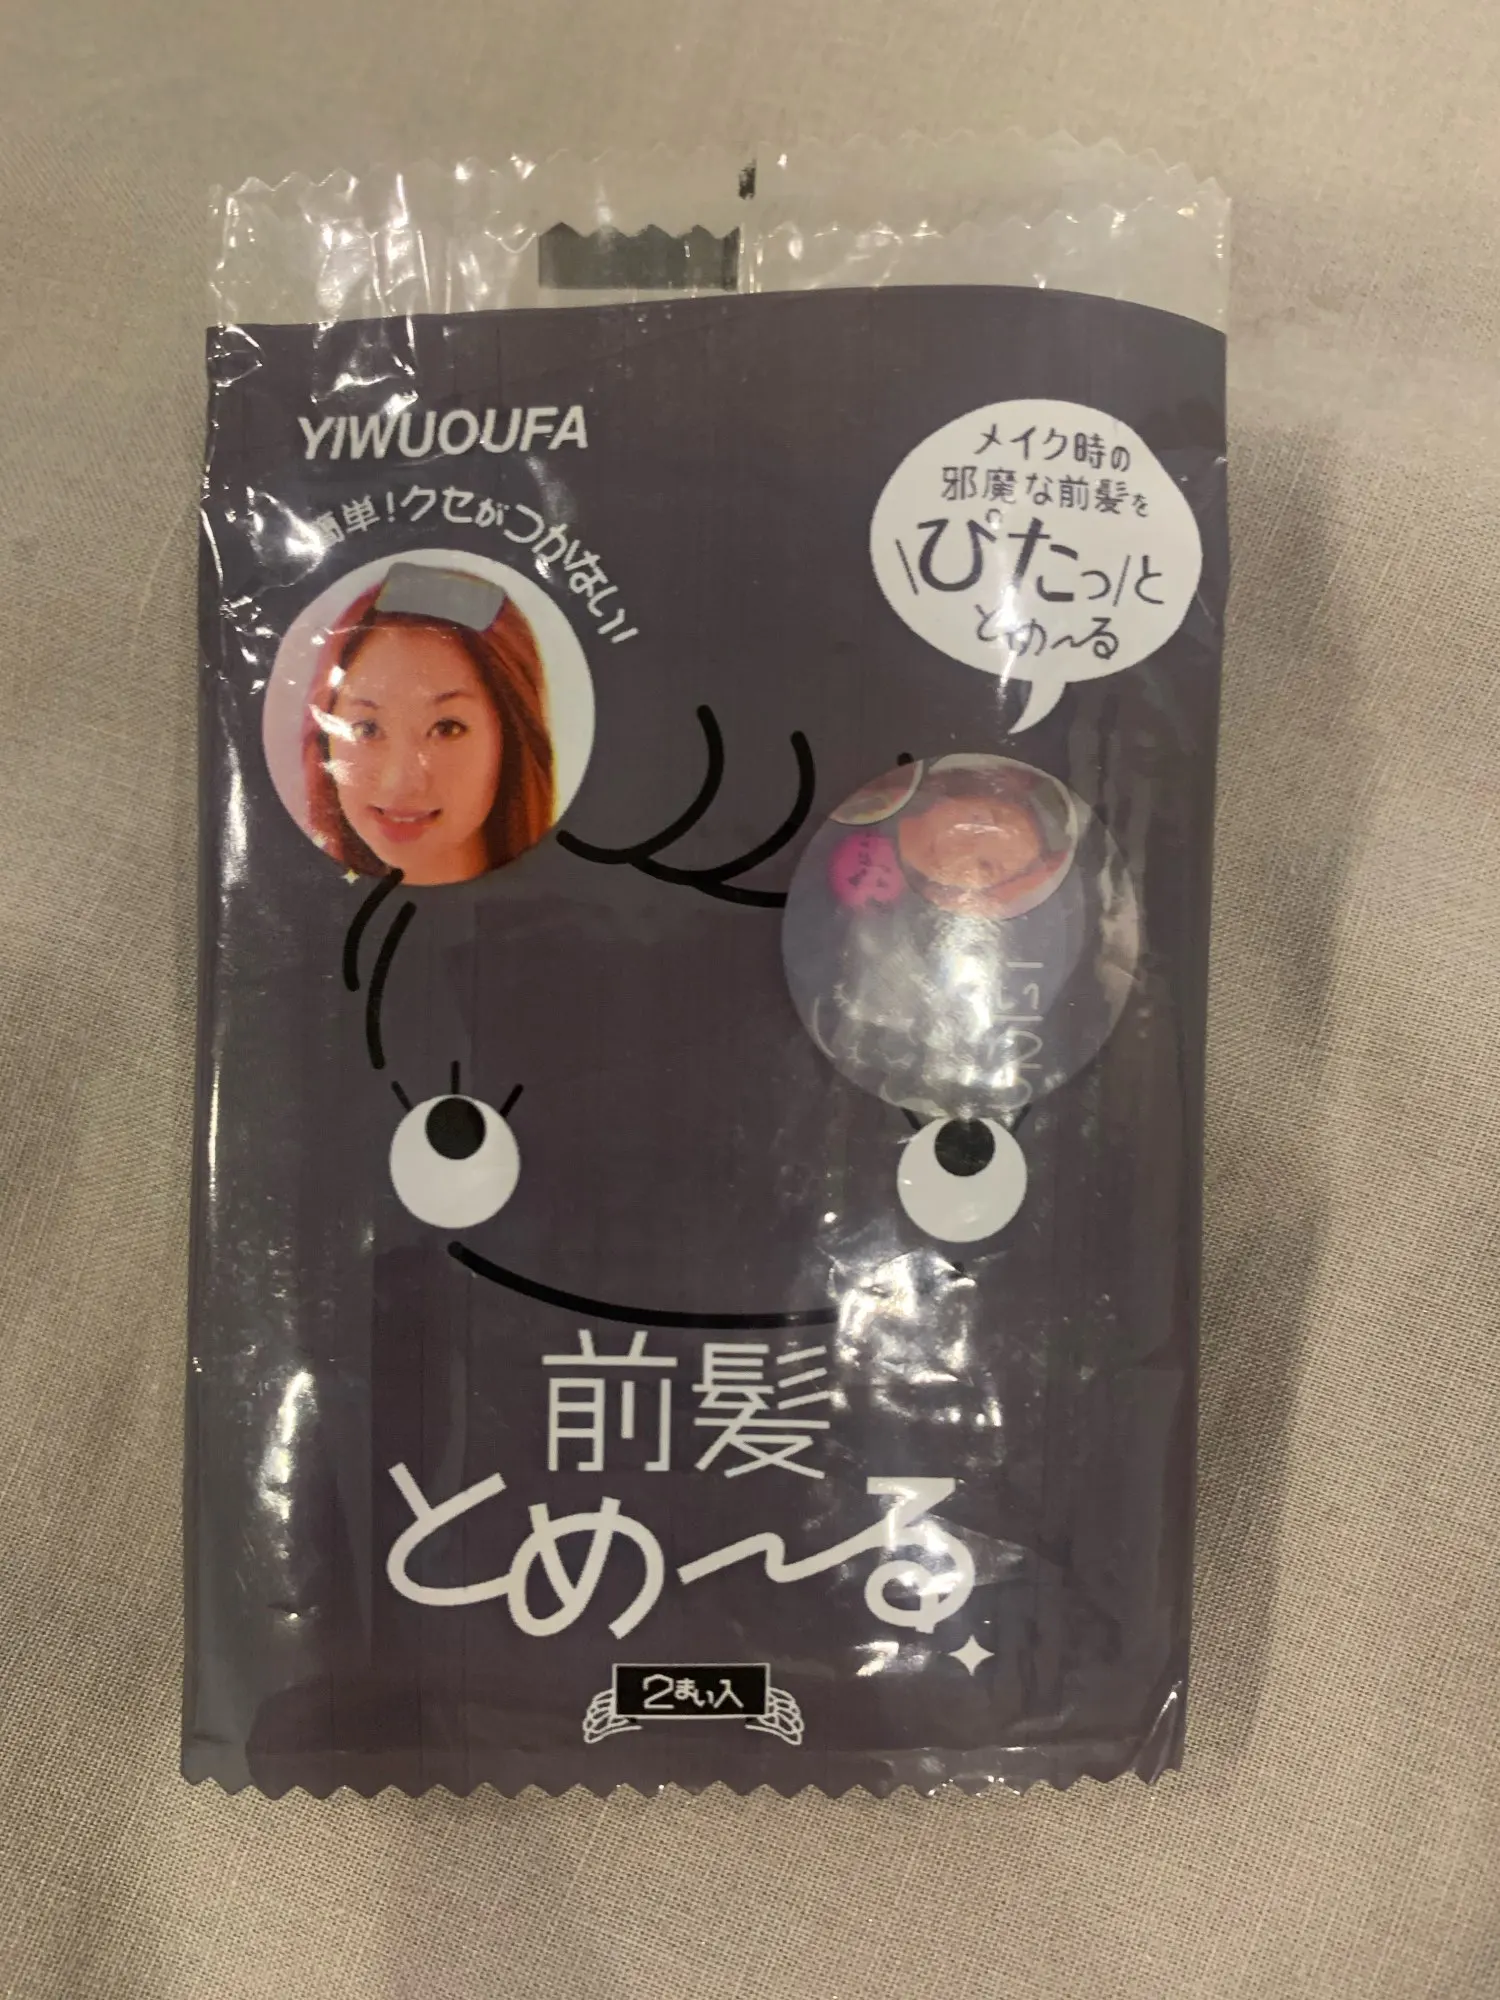 YIWUOUFA
簡単！クセがつかない！
メイク時の
邪魔な前髪を
ぴたっと
とめ〜る
前髪
とめ〜る
2まい入